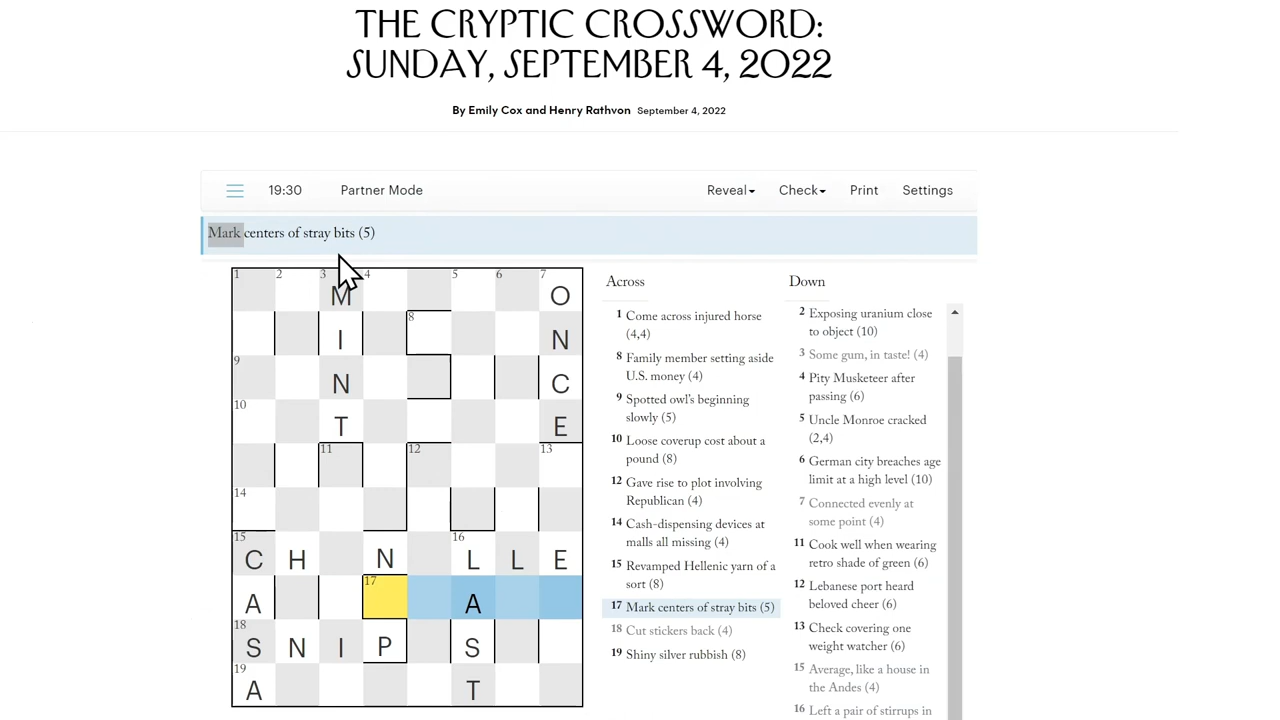 THE CRYPTIC CROSSWORD:
SUNDAY, SEPTEMBER 4, 2022
By Emily Cox and Henry Rathvon September 4, 2022
19:30 Partner Mode Reveal Check Print Settings
Mark centers of stray bits (5)
1 2 3 4 5 6 7
M O
8
I N
9
N C
10
T E
11 12 13
14
15 16
C H N L L E
17
A A
18
S N I P S
19
A T
Across
1 Come across injured horse
(4,4)
8 Family member setting aside
U.S. money (4)
9 Spotted owl's beginning
slowly (5)
10 Loose coverup cost about a
pound (8)
12 Gave rise to plot involving
Republican (4)
14 Cash-dispensing devices at
malls all missing (4)
15 Revamped Hellenic yarn of a
sort (8)
17 Mark centers of stray bits (5)
18 Cut stickers back (4)
19 Shiny silver rubbish (8)
Down
2 Exposing uranium close
to object (10)
3 Some gum, in taste! (4)
4 Pity Musketeer after
passing (6)
5 Uncle Monroe cracked
(2,4)
6 German city breaches age
limit at a high level (10)
7 Connected evenly at
some point (4)
11 Cook well when wearing
retro shade of green (6)
12 Lebanese port heard
beloved cheer (6)
13 Check covering one
weight watcher (6)
15 Average, like a house in
the Andes (4)
16 Left a pair of stirrups in